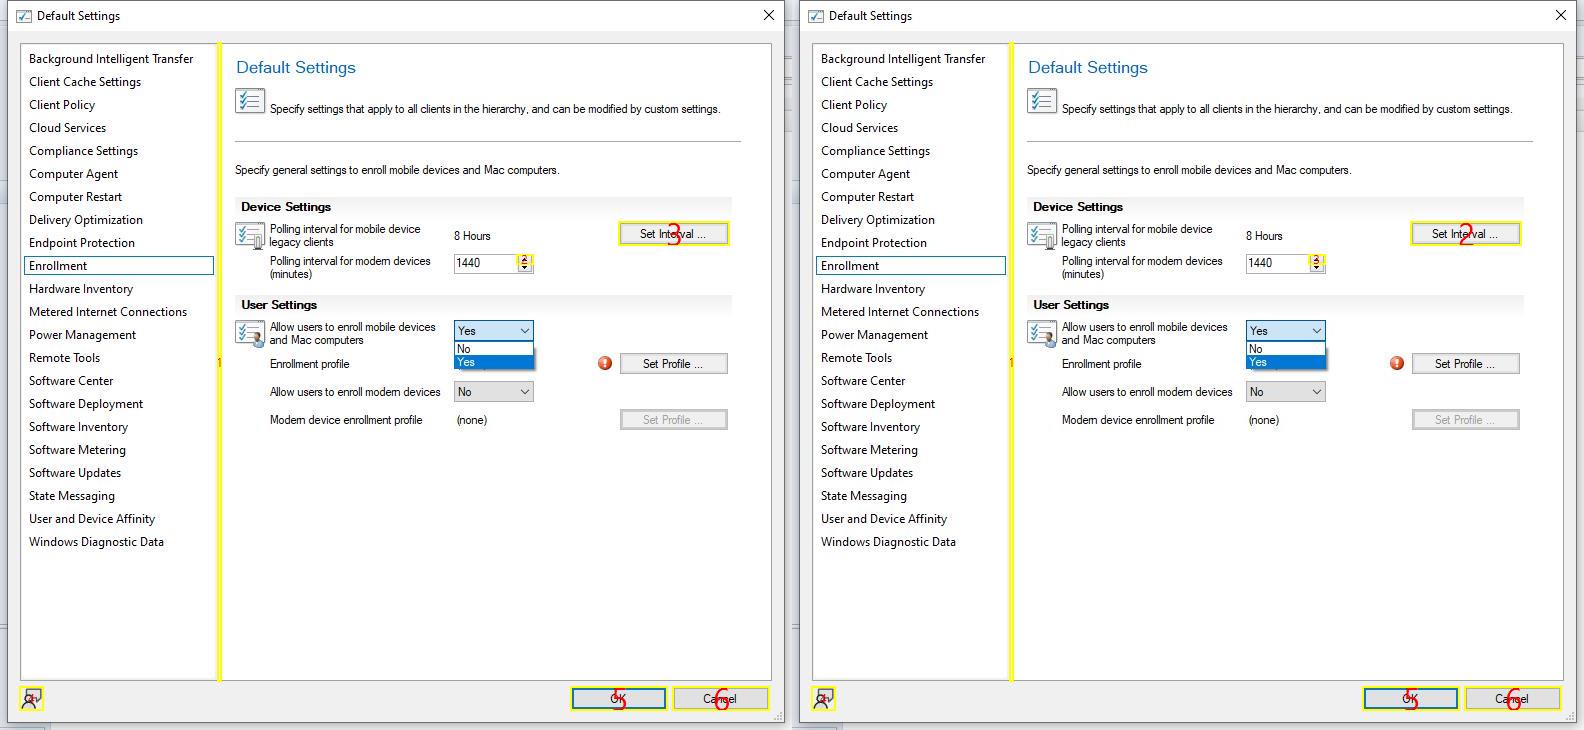 Default Settings
Background Intelligent Transfer
Client Cache Settings
Client Policy
Cloud Services
Compliance Settings
Computer Agent
Computer Restart
Delivery Optimization
Endpoint Protection
Enrollment
Hardware Inventory
Metered Internet Connections
Power Management
Remote Tools
Software Center
Software Deployment
Software Inventory
Software Metering
Software Updates
State Messaging
User and Device Affinity
Windows Diagnostic Data
1
Default Settings
Specify settings that apply to all clients in the hierarchy, and can be modified by custom settings.
Specify general settings to enroll mobile devices and Mac computers.
Device Settings
Polling interval for mobile device
legacy clients
8 Hours
Set Interval ...
3
Polling interval for modern devices
(minutes)
1440
2
User Settings
Allow users to enroll mobile devices
and Mac computers
Yes
No
Yes
Enrollment profile
Set Profile ...
Allow users to enroll modern devices
No
Modern device enrollment profile
(none)
Set Profile ...
OK
5
Cancel
6
Default Settings
Background Intelligent Transfer
Client Cache Settings
Client Policy
Cloud Services
Compliance Settings
Computer Agent
Computer Restart
Delivery Optimization
Endpoint Protection
Enrollment
Hardware Inventory
Metered Internet Connections
Power Management
Remote Tools
Software Center
Software Deployment
Software Inventory
Software Metering
Software Updates
State Messaging
User and Device Affinity
Windows Diagnostic Data
1
Default Settings
Specify settings that apply to all clients in the hierarchy, and can be modified by custom settings.
Specify general settings to enroll mobile devices and Mac computers.
Device Settings
Polling interval for mobile device
legacy clients
8 Hours
Set Interval ...
2
Polling interval for modern devices
(minutes)
1440
3
User Settings
Allow users to enroll mobile devices
and Mac computers
Yes
No
Yes
Enrollment profile
Set Profile ...
Allow users to enroll modern devices
No
Modern device enrollment profile
(none)
Set Profile ...
OK
5
Cancel
6